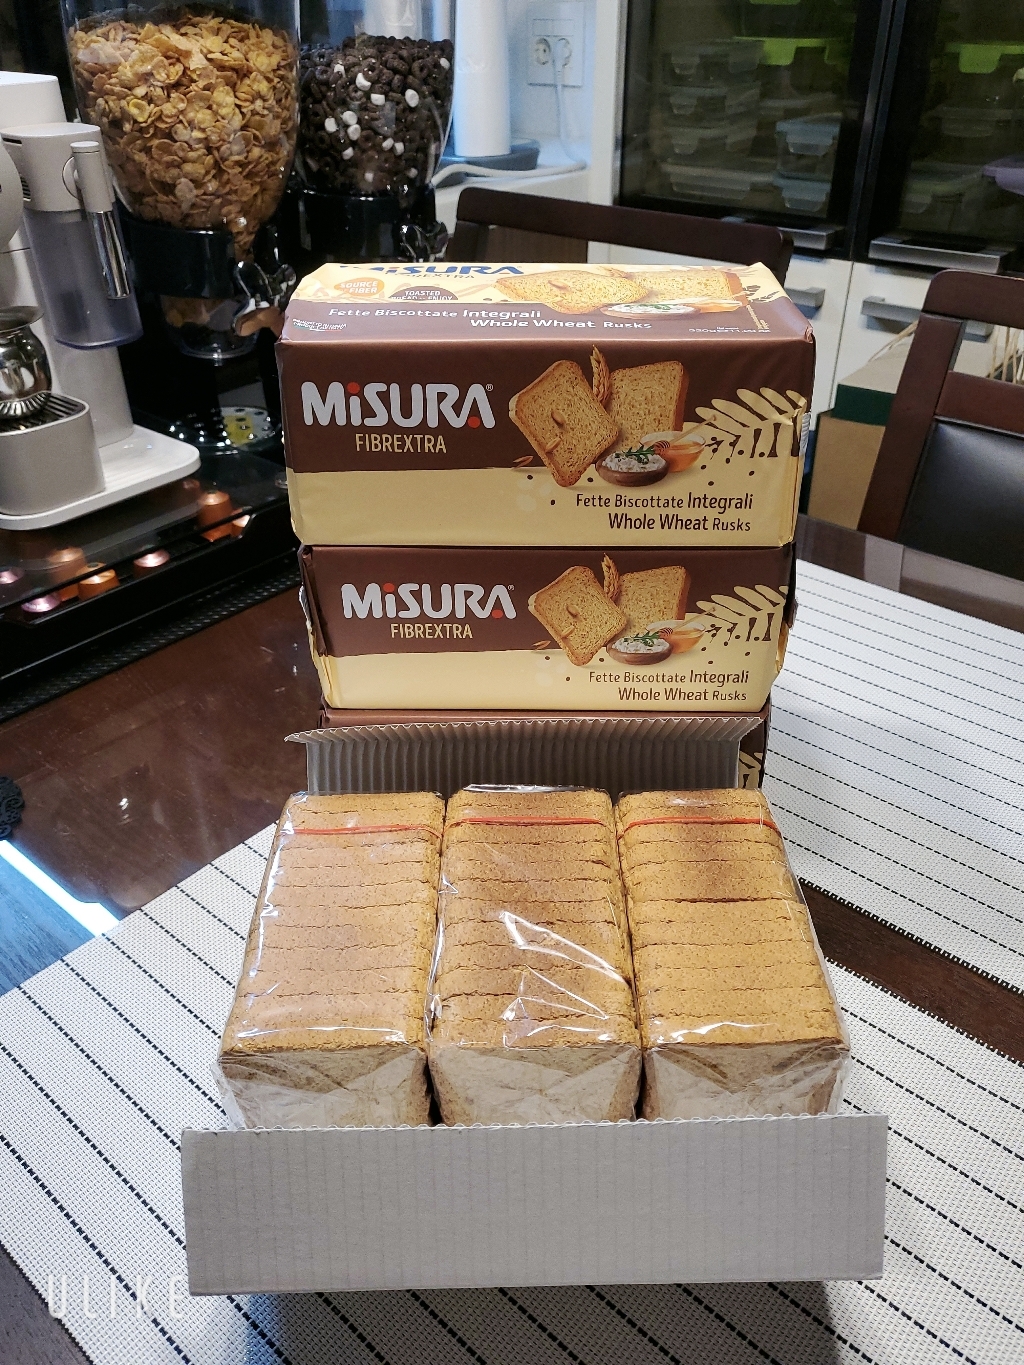 MiSURA
FIBREXTRA
SOURCE
FIBER
TOASTED
Fette Biscottate Integrali
Whole Wheat Rusks
MiSURA®
FIBREXTRA
Fette Biscottate Integrali
Whole Wheat Rusks
MiSURA®
FIBREXTRA
Fette Biscottate Integrali
Whole Wheat Rusks
ULIKE